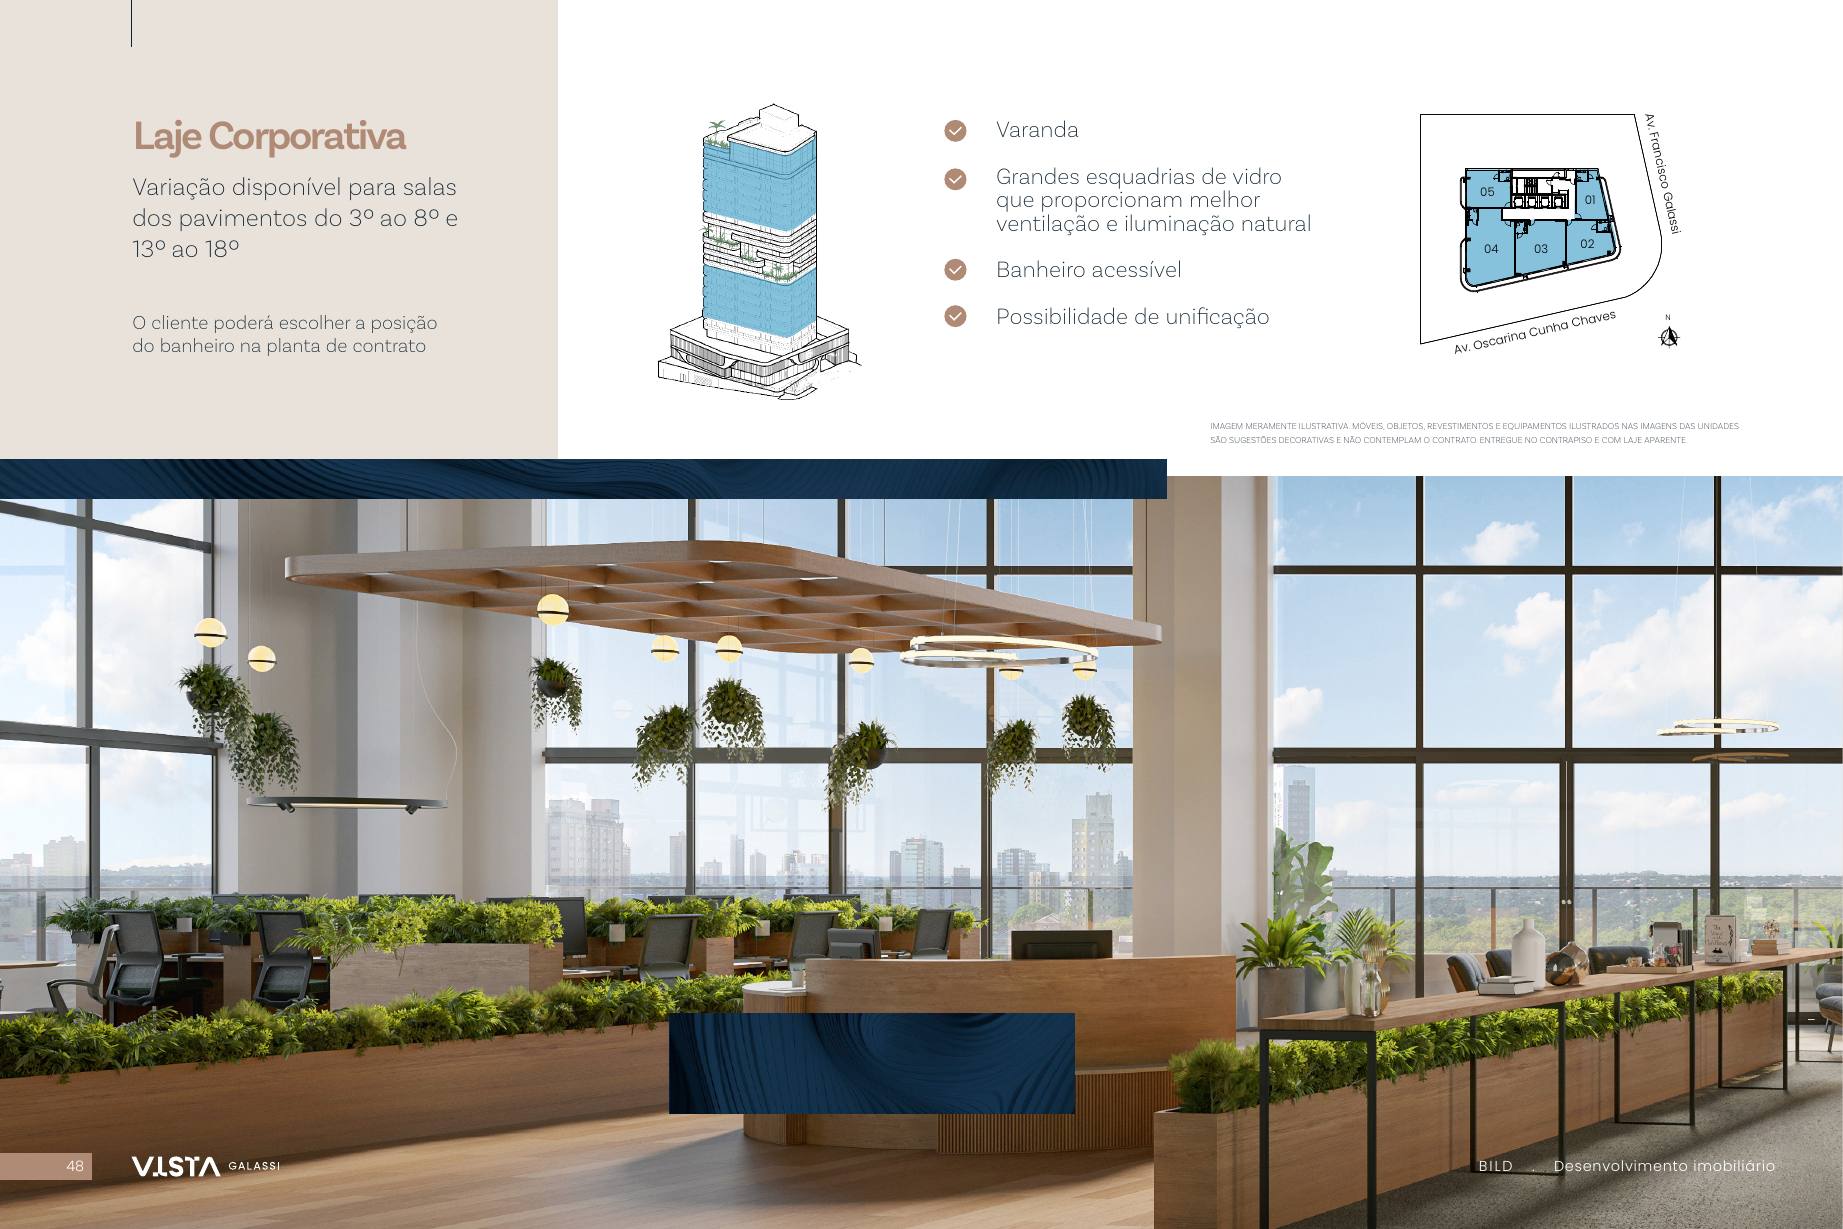 Laje Corporativa
Variação disponível para salas
dos pavimentos do 3º ao 8º e
13º ao 18º
O cliente poderá escolher a posição
do banheiro na planta de contrato
Varanda
Grandes esquadrias de vidro
que proporcionam melhor
ventilação e iluminação natural
Banheiro acessível
Possibilidade de unificação
Av. Francisco Galassi
05
01
04
03
02
Av. Oscarina Cunha Chaves
N
IMAGEM MERAMENTE ILUSTRATIVA. MÓVEIS, OBJETOS, REVESTIMENTOS E EQUIPAMENTOS ILUSTRADOS NAS IMAGENS DAS UNIDADES
SÃO SUGESTÕES DECORATIVAS E NÃO CONTEMPLAM O CONTRATO. ENTREGUE NO CONTRAPISO E COM LAJE APARENTE.
48
VISTA GALASSI
BILD . Desenvolvimento imobiliário